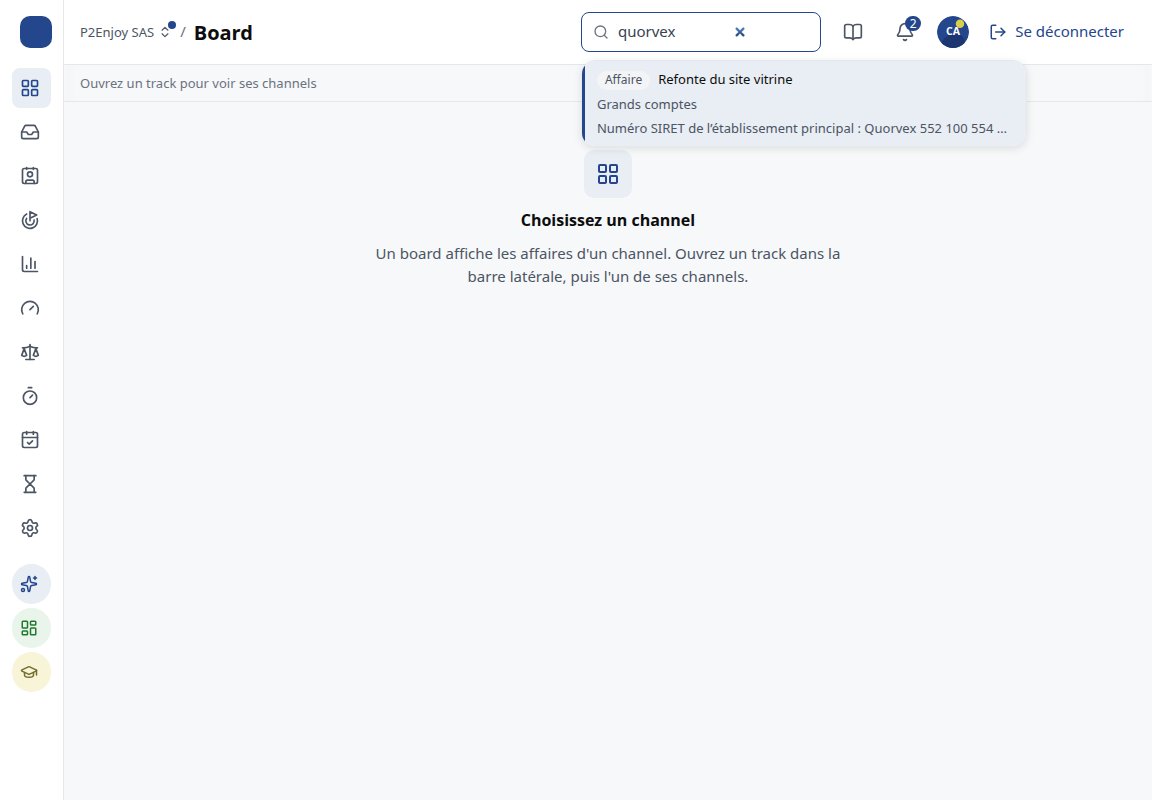 P2Enjoy SAS / Board
quorvex
2
CA
Se déconnecter
Ouvrez un track pour voir ses channels
Affaire Refonte du site vitrine
Grands comptes
Numéro SIRET de l’établissement principal : Quorvex 552 100 554 ...
Choisissez un channel
Un board affiche les affaires d'un channel. Ouvrez un track dans la
barre latérale, puis l'un de ses channels.